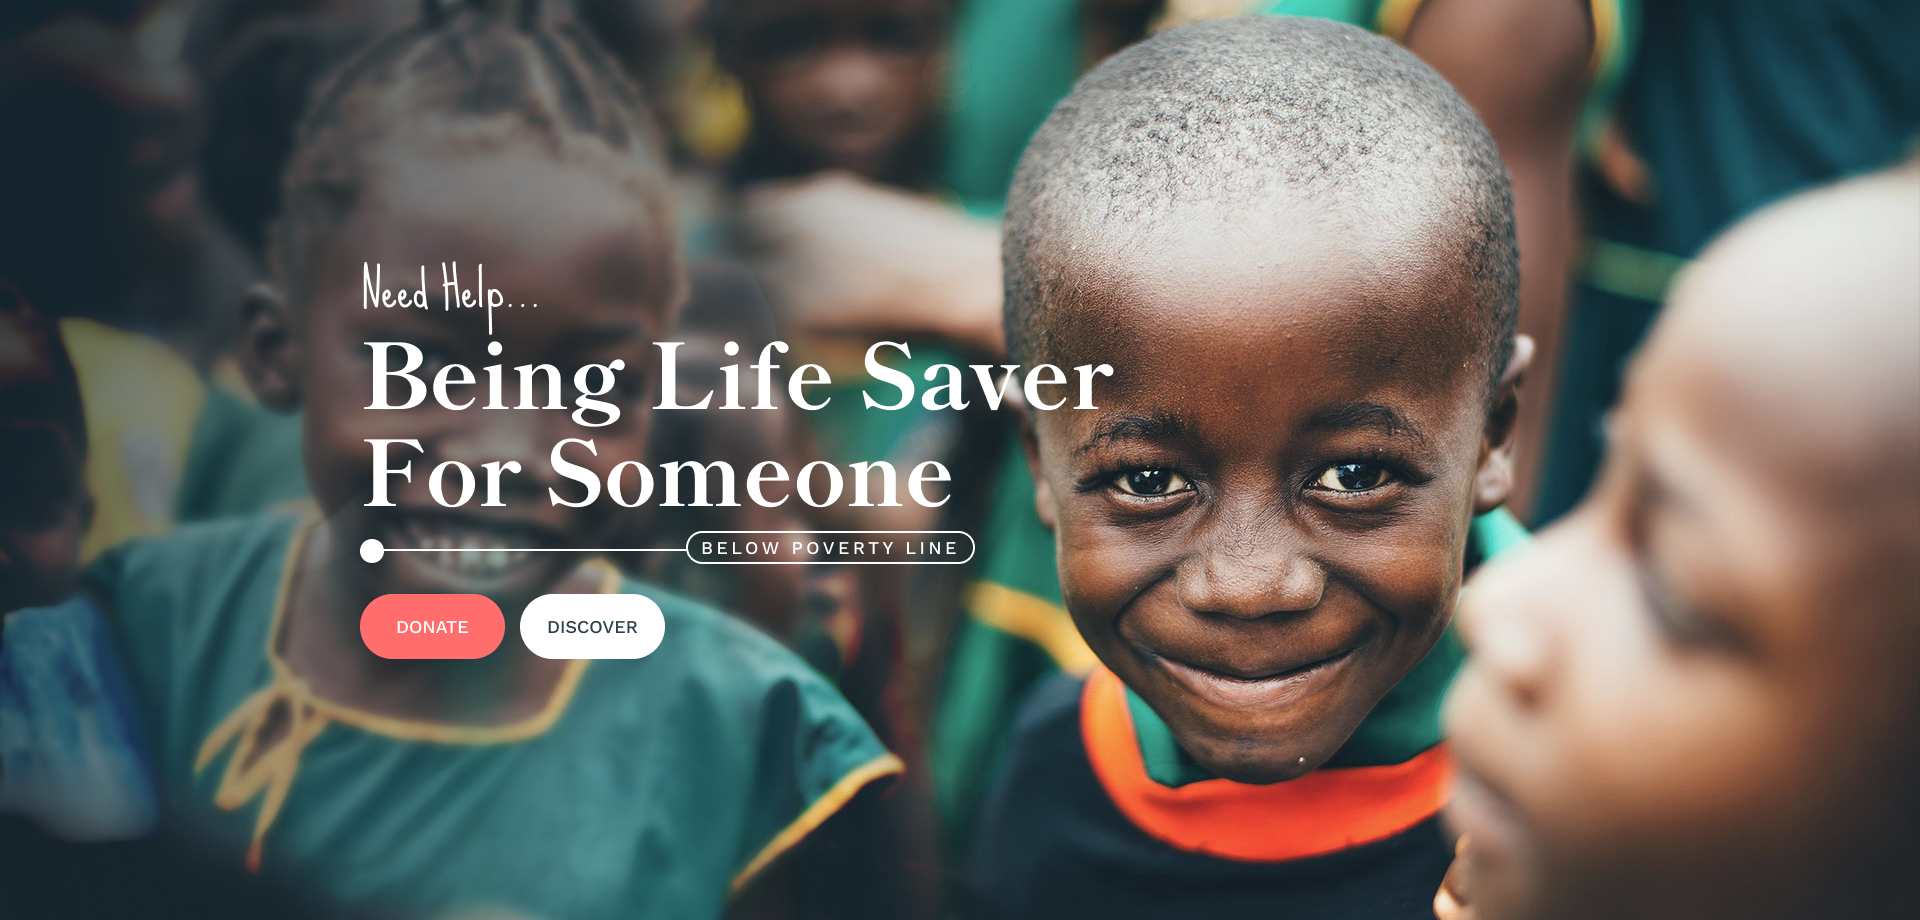 Need Help...
Being Life Saver
For Someone
BELOW POVERTY LINE
DONATE
DISCOVER